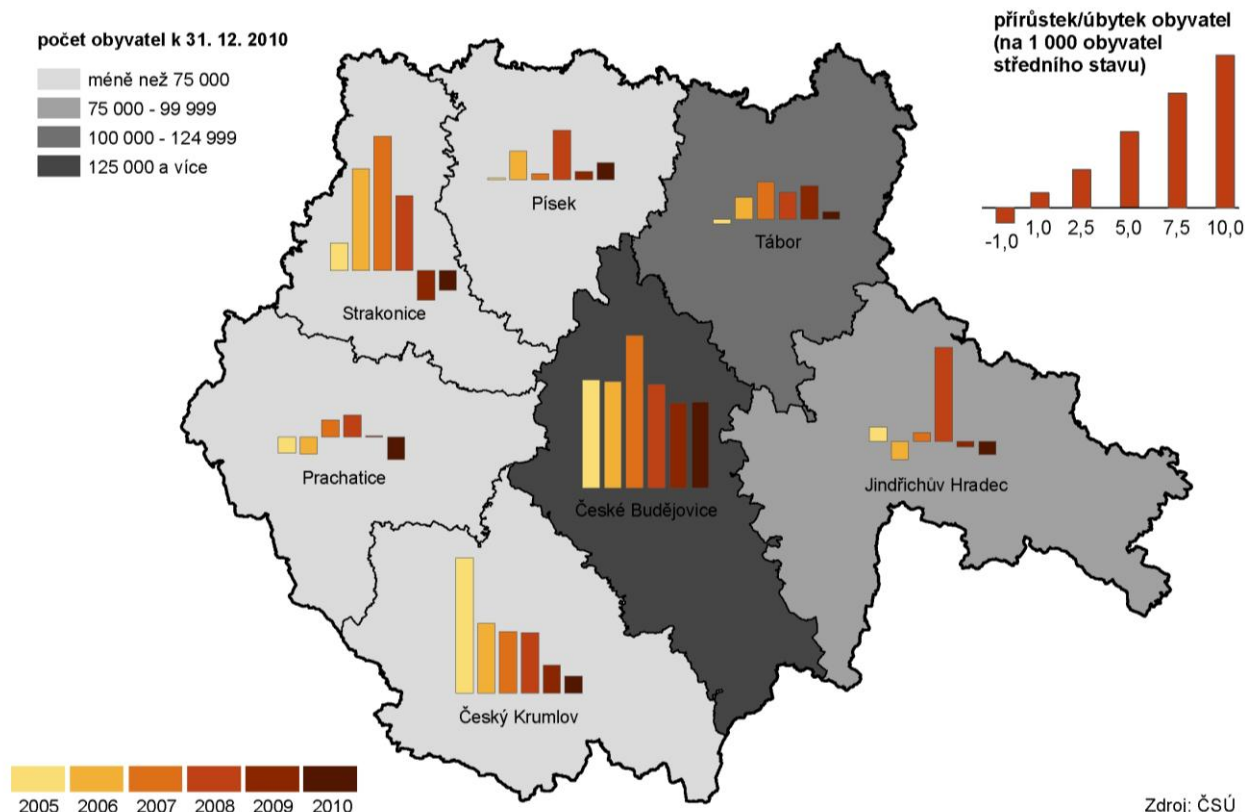 počet obyvatel k 31. 12. 2010
méně než 75 000
75 000 - 99 999
100 000 - 124 999
125 000 a více
přírůstek/úbytek obyvatel
(na 1 000 obyvatel
středního stavu)
-1,0 1,0 2,5 5,0 7,5 10,0
Písek
Tábor
Strakonice
Prachatice
Jindřichův Hradec
České Budějovice
Český Krumlov
2005 2006 2007 2008 2009 2010
Zdroj: ČSÚ